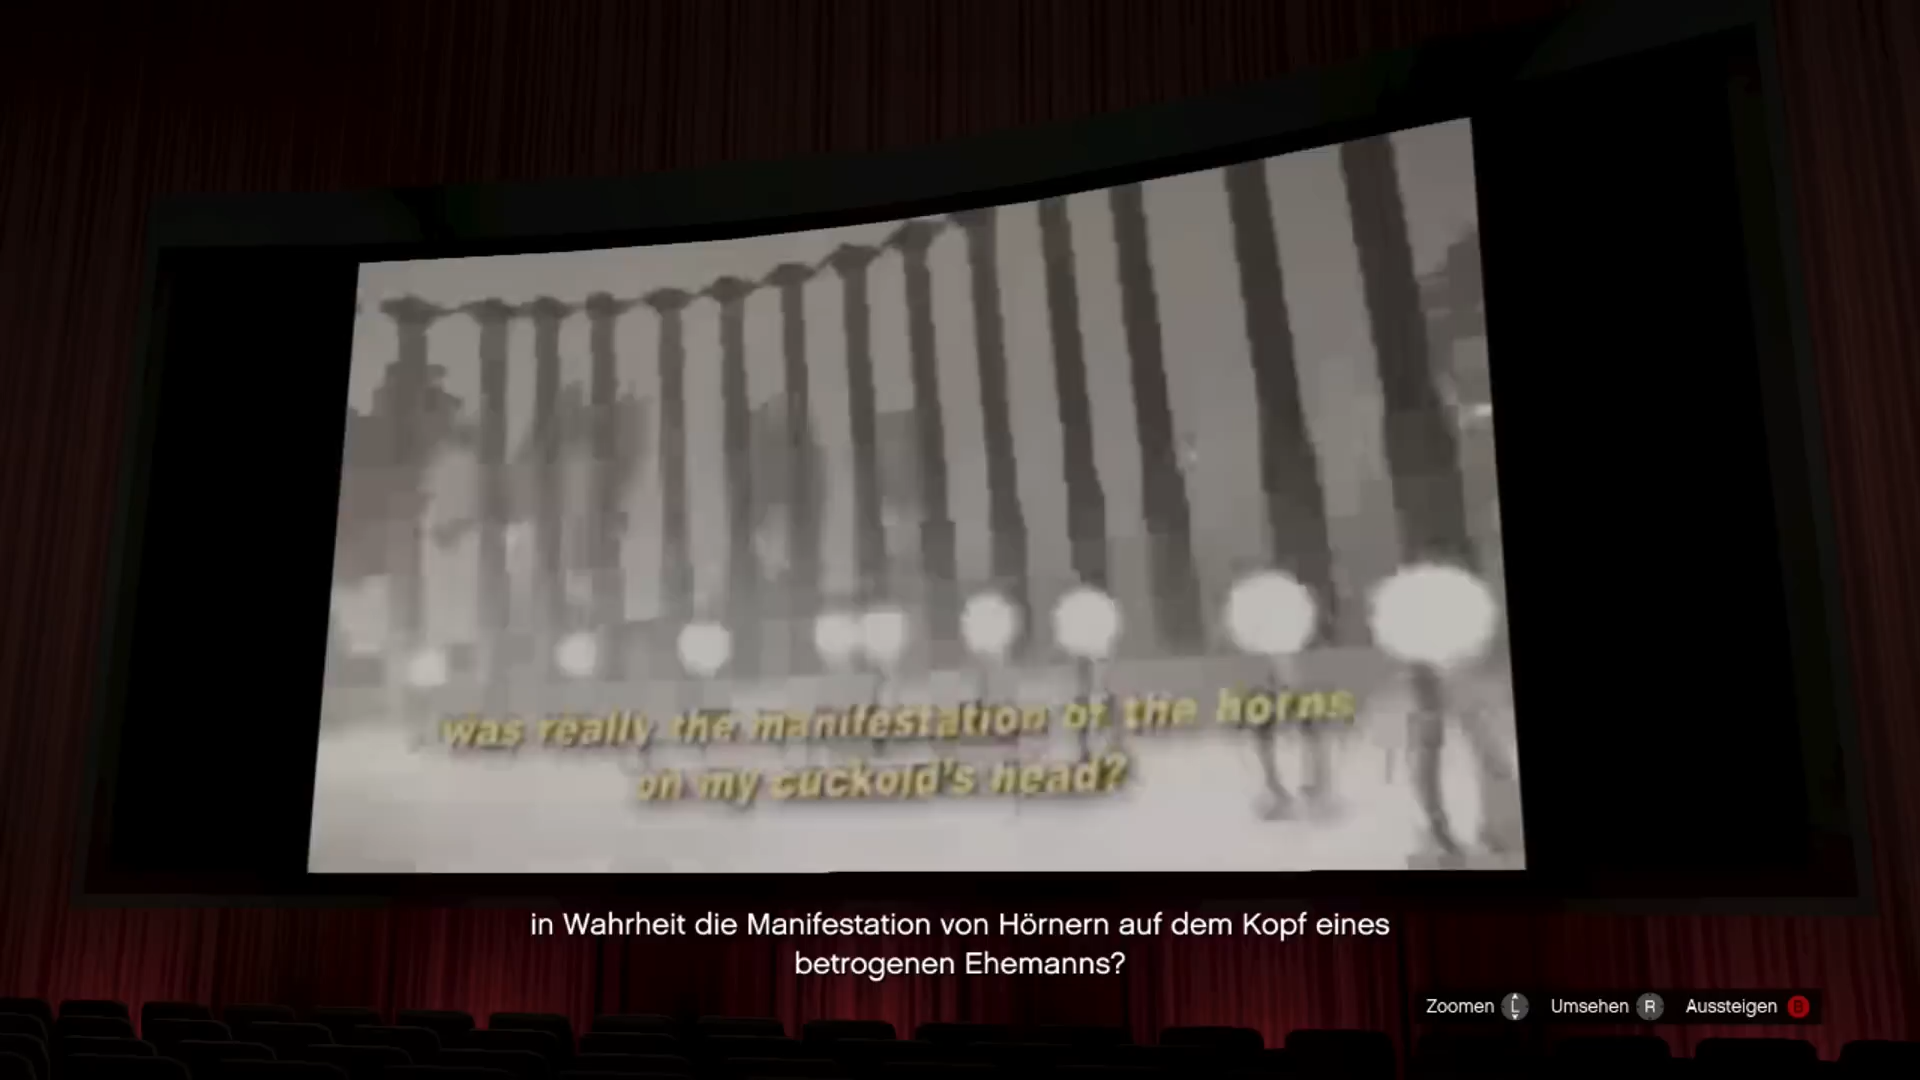 was really the manifestation of the horns
on my cuckold's head?
in Wahrheit die Manifestation von Hörnern auf dem Kopf eines
betrogenen Ehemanns?
Zoomen L Umsehen R Aussteigen B